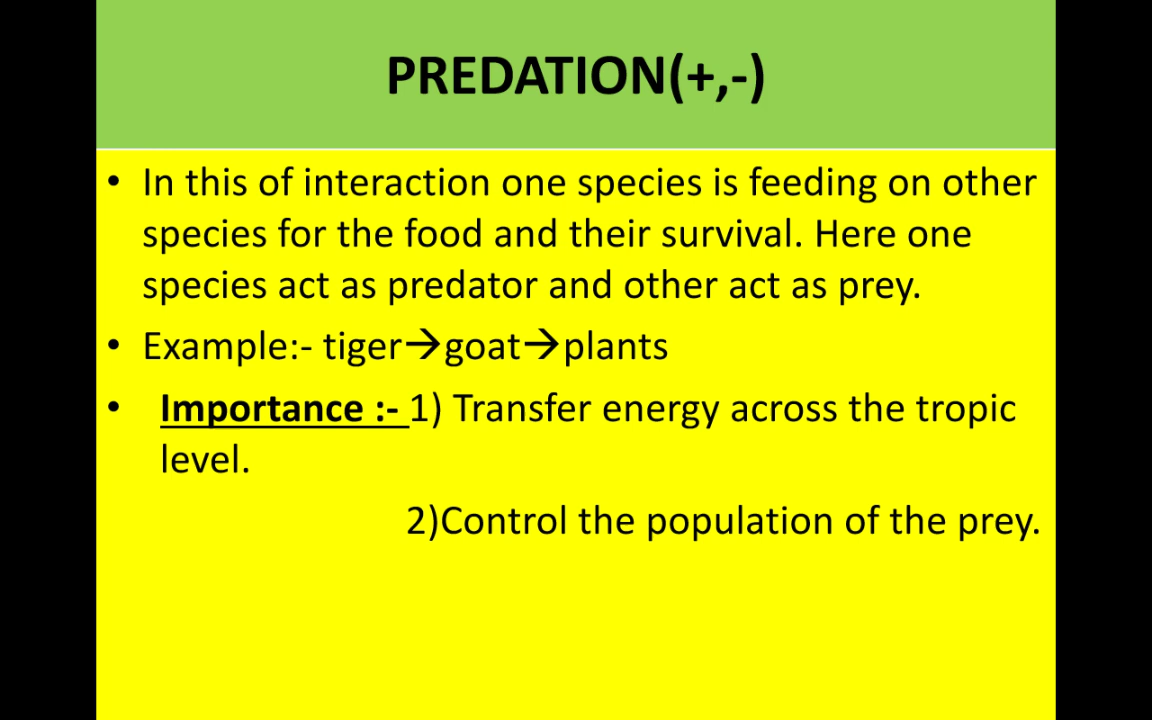 PREDATION(+,-)
• In this of interaction one species is feeding on other
species for the food and their survival. Here one
species act as predator and other act as prey.
• Example:- tiger→goat→plants
• Importance :- 1) Transfer energy across the tropic
level.
2)Control the population of the prey.